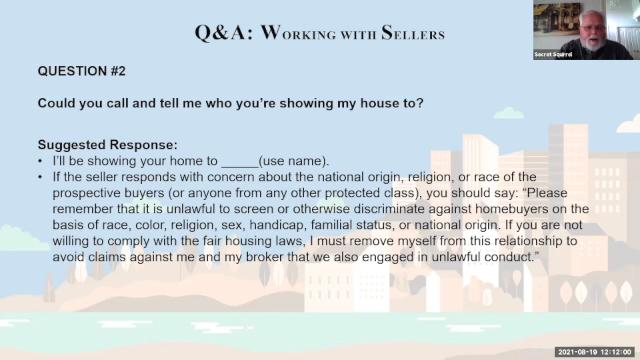 Q&A: WORKING WITH SELLERS
Secret Squirrel
QUESTION #2
Could you call and tell me who you're showing my house to?
Suggested Response:
• I'll be showing your home to _____(use name).
• If the seller responds with concern about the national origin, religion, or race of the
prospective buyers (or anyone from any other protected class), you should say: “Please
remember that it is unlawful to screen or otherwise discriminate against homebuyers on the
basis of race, color, religion, sex, handicap, familial status, or national origin. If you are not
willing to comply with the fair housing laws, I must remove myself from this relationship to
avoid claims against me and my broker that we also engaged in unlawful conduct.”
2021-08-19 12:12:00